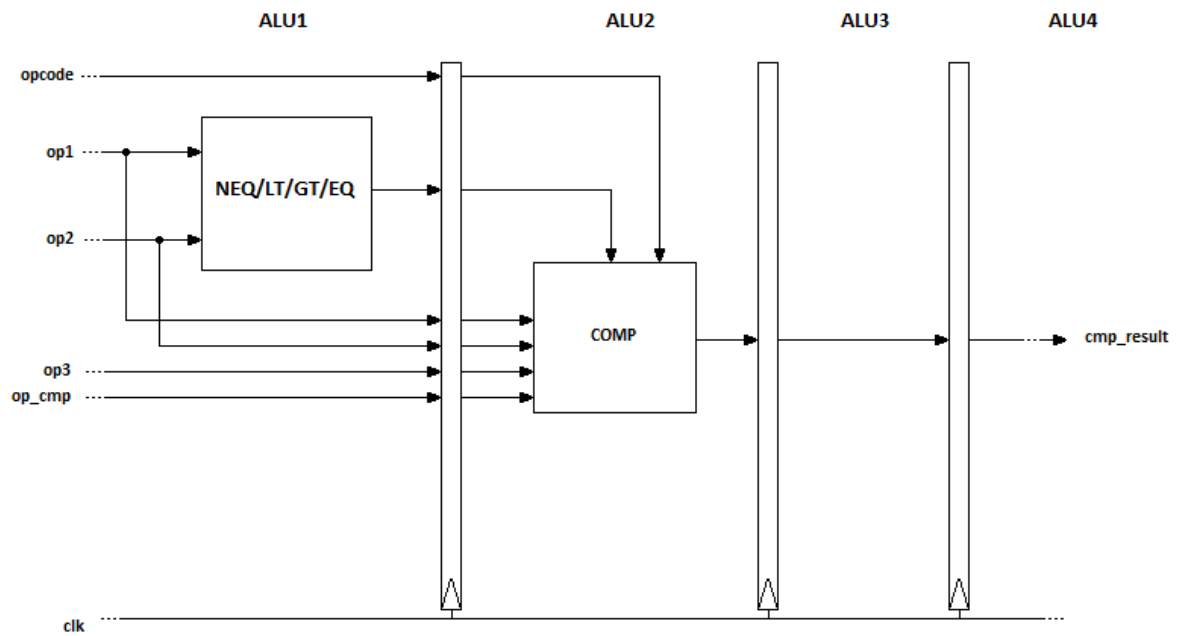 ALU1
ALU2
ALU3
ALU4
opcode
op1
NEQ/LT/GT/EQ
op2
COMP
cmp_result
op3
op_cmp
clk